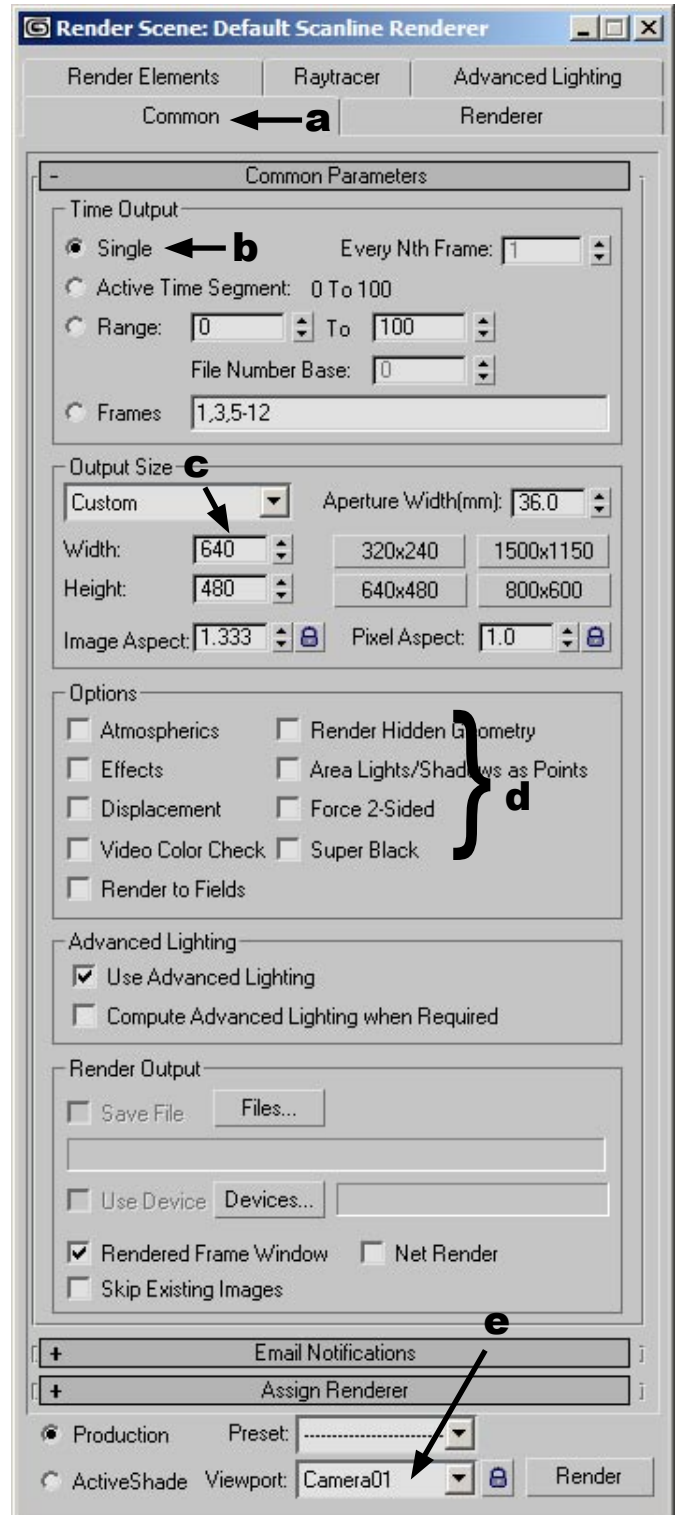 Render Scene: Default Scanline Renderer
Render Elements Raytracer Advanced Lighting
Common a Renderer
- Common Parameters
Time Output
Single b Every Nth Frame: 1
Active Time Segment: 0 To 100
Range: 0 To 100
File Number Base: 0
Frames 1,3,5-12
Output Size c
Custom Aperture Width(mm): 36.0
Width: 640 320x240 1500x1150
Height: 480 640x480 800x600
Image Aspect: 1.333 Pixel Aspect: 1.0
Options
Atmospherics Render Hidden Geometry
Effects Area Lights/Shadows as Points
Displacement Force 2-Sided d
Video Color Check Super Black
Render to Fields
Advanced Lighting
Use Advanced Lighting
Compute Advanced Lighting when Required
Render Output
Save File Files...
Use Device Devices...
Rendered Frame Window Net Render
Skip Existing Images
e
+ Email Notifications
+ Assign Renderer
Production Preset: -----------------------
ActiveShade Viewport: Camera01 Render